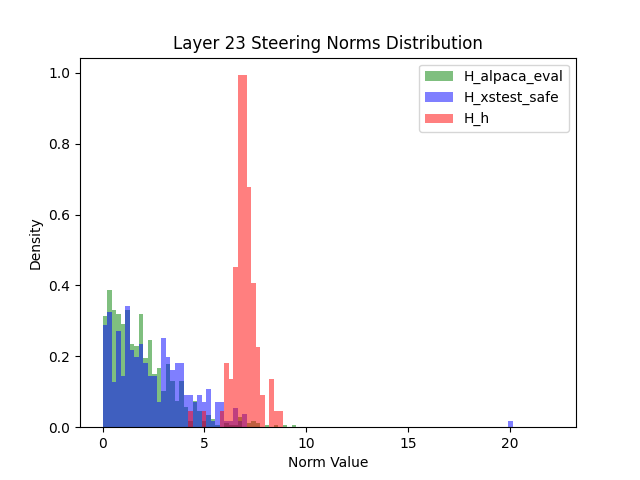 Layer 23 Steering Norms Distribution
H_alpaca_eval
H_xstest_safe
H_h
1.0
0.8
0.6
0.4
0.2
0.0
Density
0
5
10
15
20
Norm Value